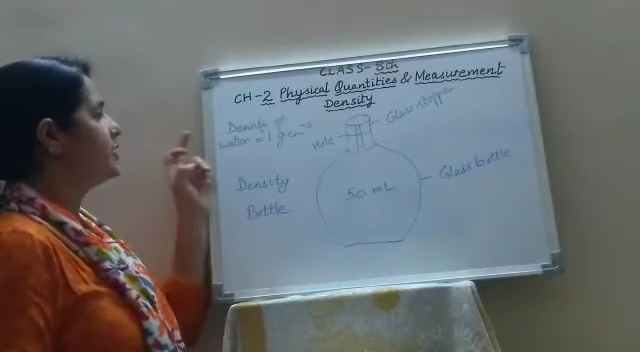 CLASS- 8th
CH-2 Physical Quantities & Measurement
Density
Density of
water = 1 g cm⁻³
Hole
Glass stopper
Density
Bottle
50 mL
Glass bottle